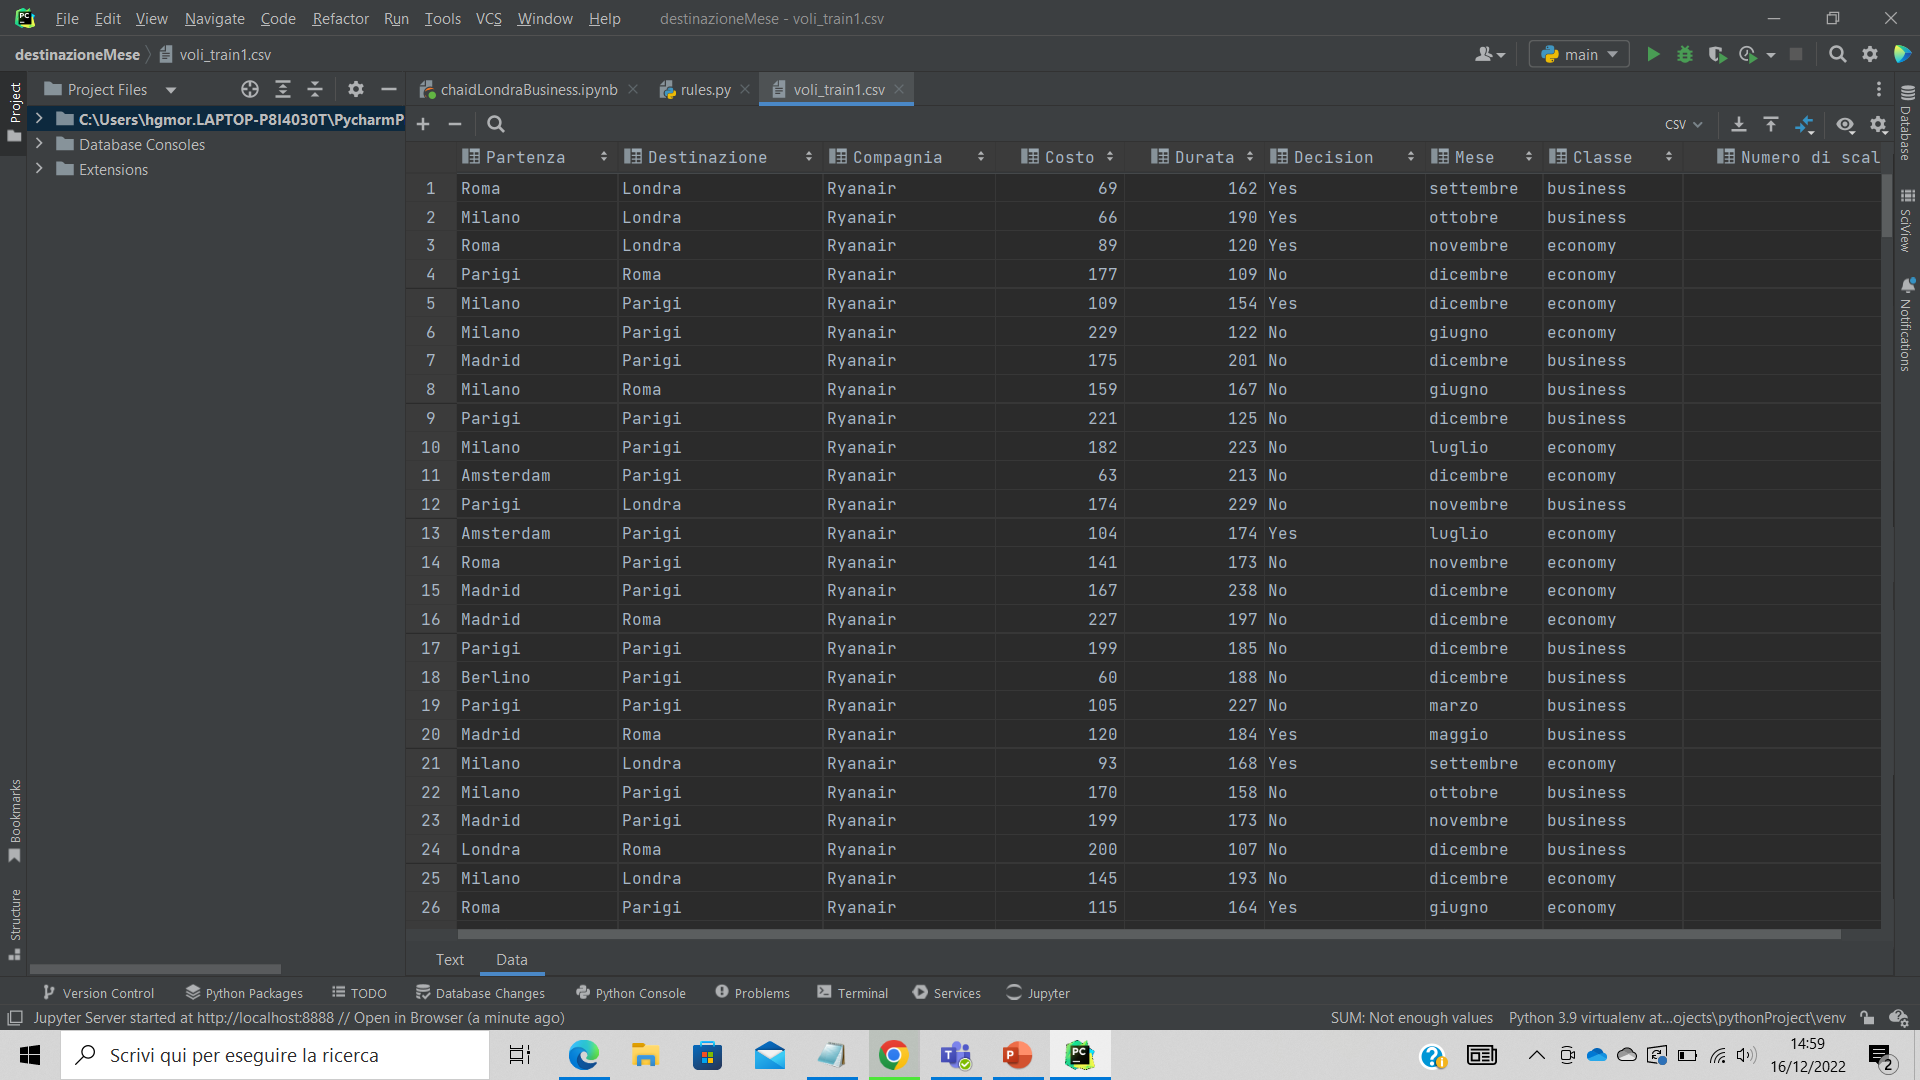 File Edit View Navigate Code Refactor Run Tools VCS Window Help destinazioneMese - voli_train1.csv
destinazioneMese voli_train1.csv main
Project Project Files chaidLondraBusiness.ipynb rules.py voli_train1.csv
C:\Users\hgmor.LAPTOP-P8I4030T\PycharmP CSV
Database Consoles
Extensions
Partenza Destinazione Compagnia Costo Durata Decision Mese Classe Numero di scal
1 Roma Londra Ryanair 69 162 Yes settembre business
2 Milano Londra Ryanair 66 190 Yes ottobre business
3 Roma Londra Ryanair 89 120 Yes novembre economy
4 Parigi Roma Ryanair 177 109 No dicembre economy
5 Milano Parigi Ryanair 109 154 Yes dicembre economy
6 Milano Parigi Ryanair 229 122 No giugno economy
7 Madrid Parigi Ryanair 175 201 No dicembre business
8 Milano Roma Ryanair 159 167 No giugno business
9 Parigi Parigi Ryanair 221 125 No dicembre business
10 Milano Parigi Ryanair 182 223 No luglio economy
11 Amsterdam Parigi Ryanair 63 213 No dicembre economy
12 Parigi Londra Ryanair 174 229 No novembre business
13 Amsterdam Parigi Ryanair 104 174 Yes luglio economy
14 Roma Parigi Ryanair 141 173 No novembre economy
15 Madrid Parigi Ryanair 167 238 No dicembre economy
16 Madrid Roma Ryanair 227 197 No dicembre economy
17 Parigi Parigi Ryanair 199 185 No dicembre business
18 Berlino Parigi Ryanair 60 188 No dicembre business
19 Parigi Parigi Ryanair 105 227 No marzo business
20 Madrid Roma Ryanair 120 184 Yes maggio business
21 Milano Londra Ryanair 93 168 Yes settembre economy
22 Milano Parigi Ryanair 170 158 No ottobre business
23 Madrid Parigi Ryanair 199 173 No novembre business
24 Londra Roma Ryanair 200 107 No dicembre business
25 Milano Londra Ryanair 145 193 No dicembre economy
26 Roma Parigi Ryanair 115 164 Yes giugno economy
Database
SciView
Notifications
Bookmarks
Structure
Text Data
Version Control Python Packages TODO Database Changes Python Console Problems Terminal Services Jupyter
Jupyter Server started at http://localhost:8888 // Open in Browser (a minute ago) SUM: Not enough values Python 3.9 virtualenv at...ojects\pythonProject\venv
Scrivi qui per eseguire la ricerca
14:59
16/12/2022
2